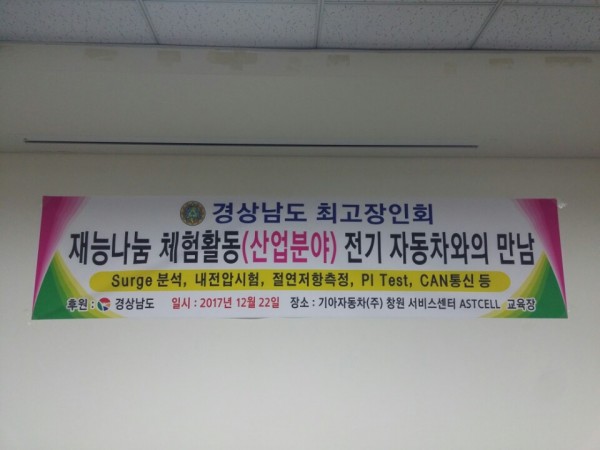 경상남도 최고장인회
재능나눔 체험활동(산업분야) 전기 자동차와의 만남
Surge 분석, 내전압시험, 절연저항측정, PI Test, CAN통신 등
후원 : 경상남도 일시 : 2017년 12월 22일 장소 : 기아자동차(주) 창원 서비스센터 ASTCELL 교육장